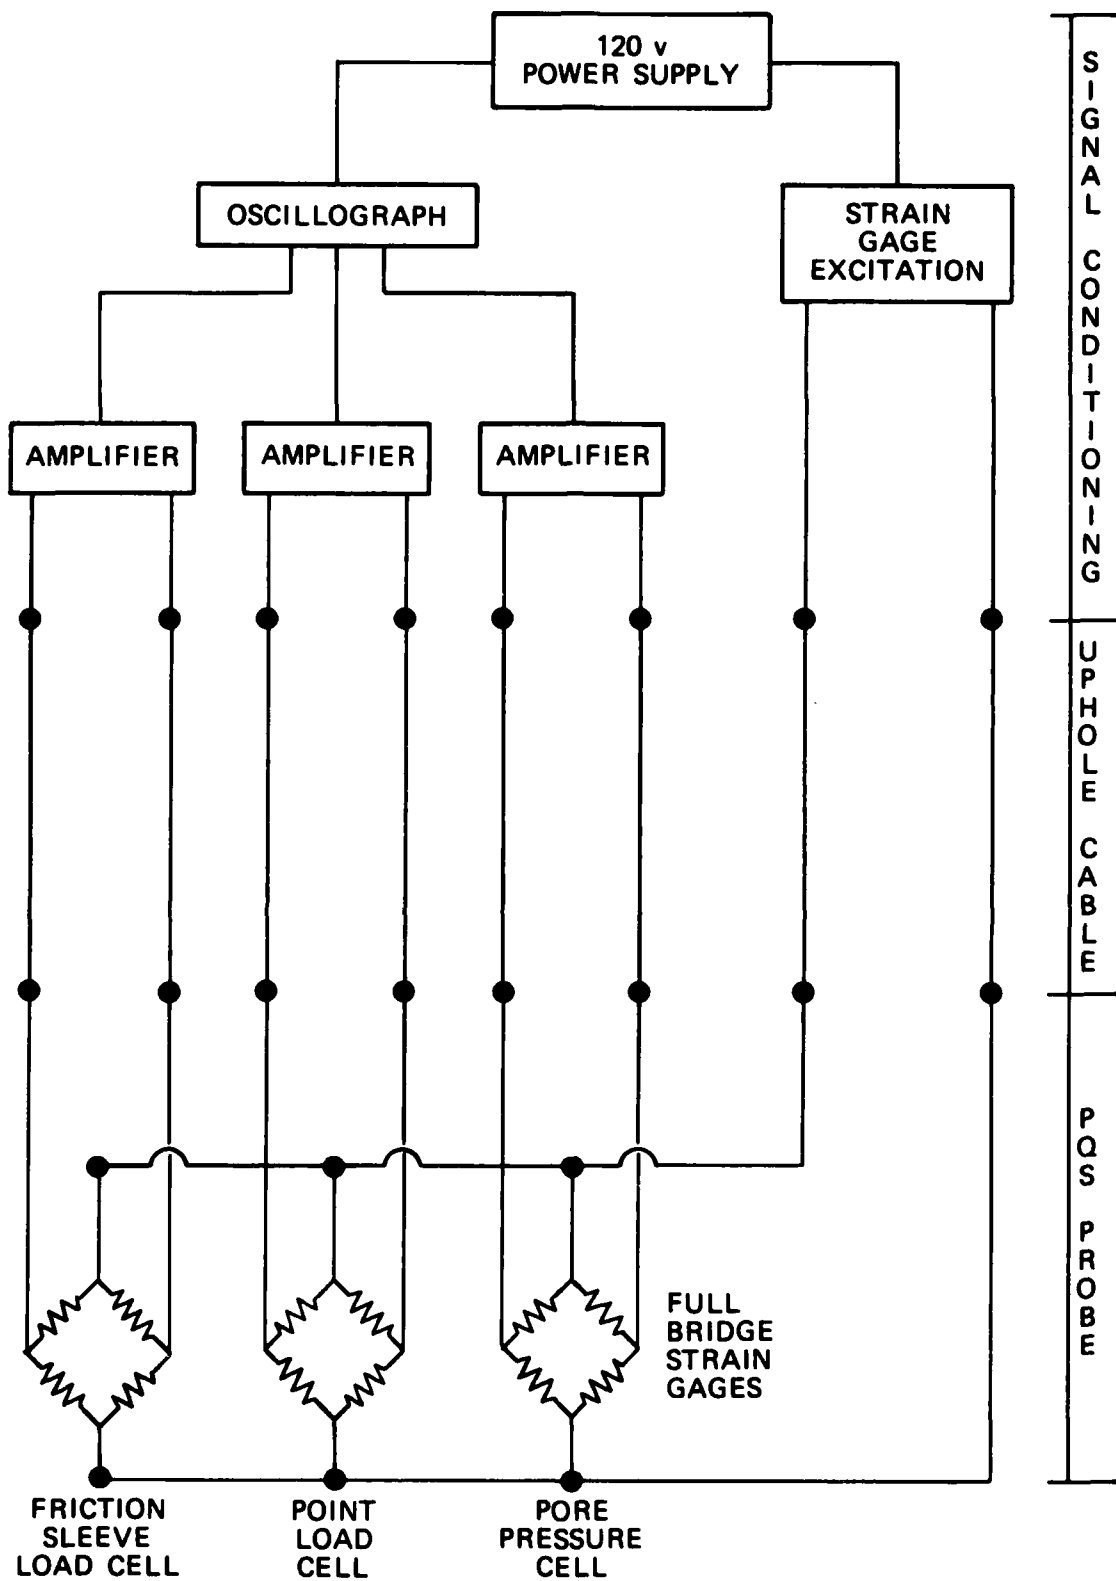 120 v
POWER SUPPLY
OSCILLOGRAPH
STRAIN
GAGE
EXCITATION
AMPLIFIER
AMPLIFIER
AMPLIFIER
SIGNAL CONDITIONING
UPHOLE CABLE
PQS PROBE
FULL
BRIDGE
STRAIN
GAGES
FRICTION
SLEEVE
LOAD CELL
POINT
LOAD
CELL
PORE
PRESSURE
CELL